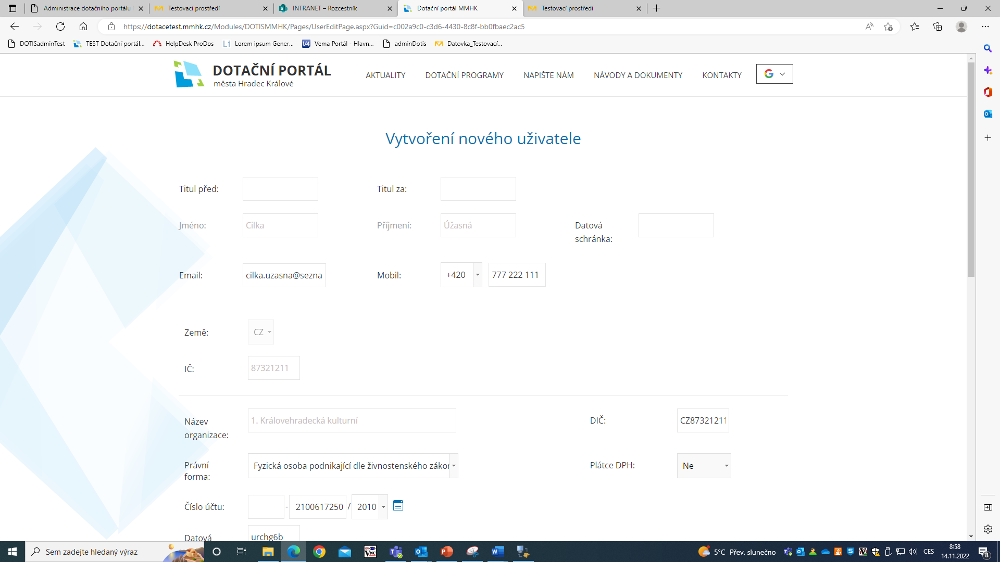 Administrace dotačního portálu
Testovací prostředí
INTRANET – Rozcestník
Dotační portál MMHK
Testovací prostředí
https://dotacetest.mmhk.cz/Modules/DOTISMMHK/Pages/UserEditPage.aspx?Guid=c002a9c0-c3d6-4430-8c8f-bb0fbaec2ac5
DOTISadminTest
TEST Dotační portál...
HelpDesk ProDos
Lorem ipsum Gener...
Vema Portál - Hlavn...
adminDotis
Datovka_Testovací...
DOTAČNÍ PORTÁL
města Hradec Králové
AKTUALITY
DOTAČNÍ PROGRAMY
NAPIŠTE NÁM
NÁVODY A DOKUMENTY
KONTAKTY
Vytvoření nového uživatele
Titul před:
Titul za:
Jméno: Cilka
Příjmení: Úžasná
Datová
schránka:
Email: cilka.uzasna@sezna
Mobil: +420 777 222 111
Země: CZ
IČ: 87321211
Název
organizace:
1. Královehradecká kulturní
DIČ: CZ87321211
Právní
forma:
Fyzická osoba podnikající dle živnostenského zákor
Plátce DPH: Ne
Číslo účtu: - 2100617250 / 2010
Datová urchg6b
Sem zadejte hledaný výraz
5°C Přev. slunečno
CES
8:58
14.11.2022
8